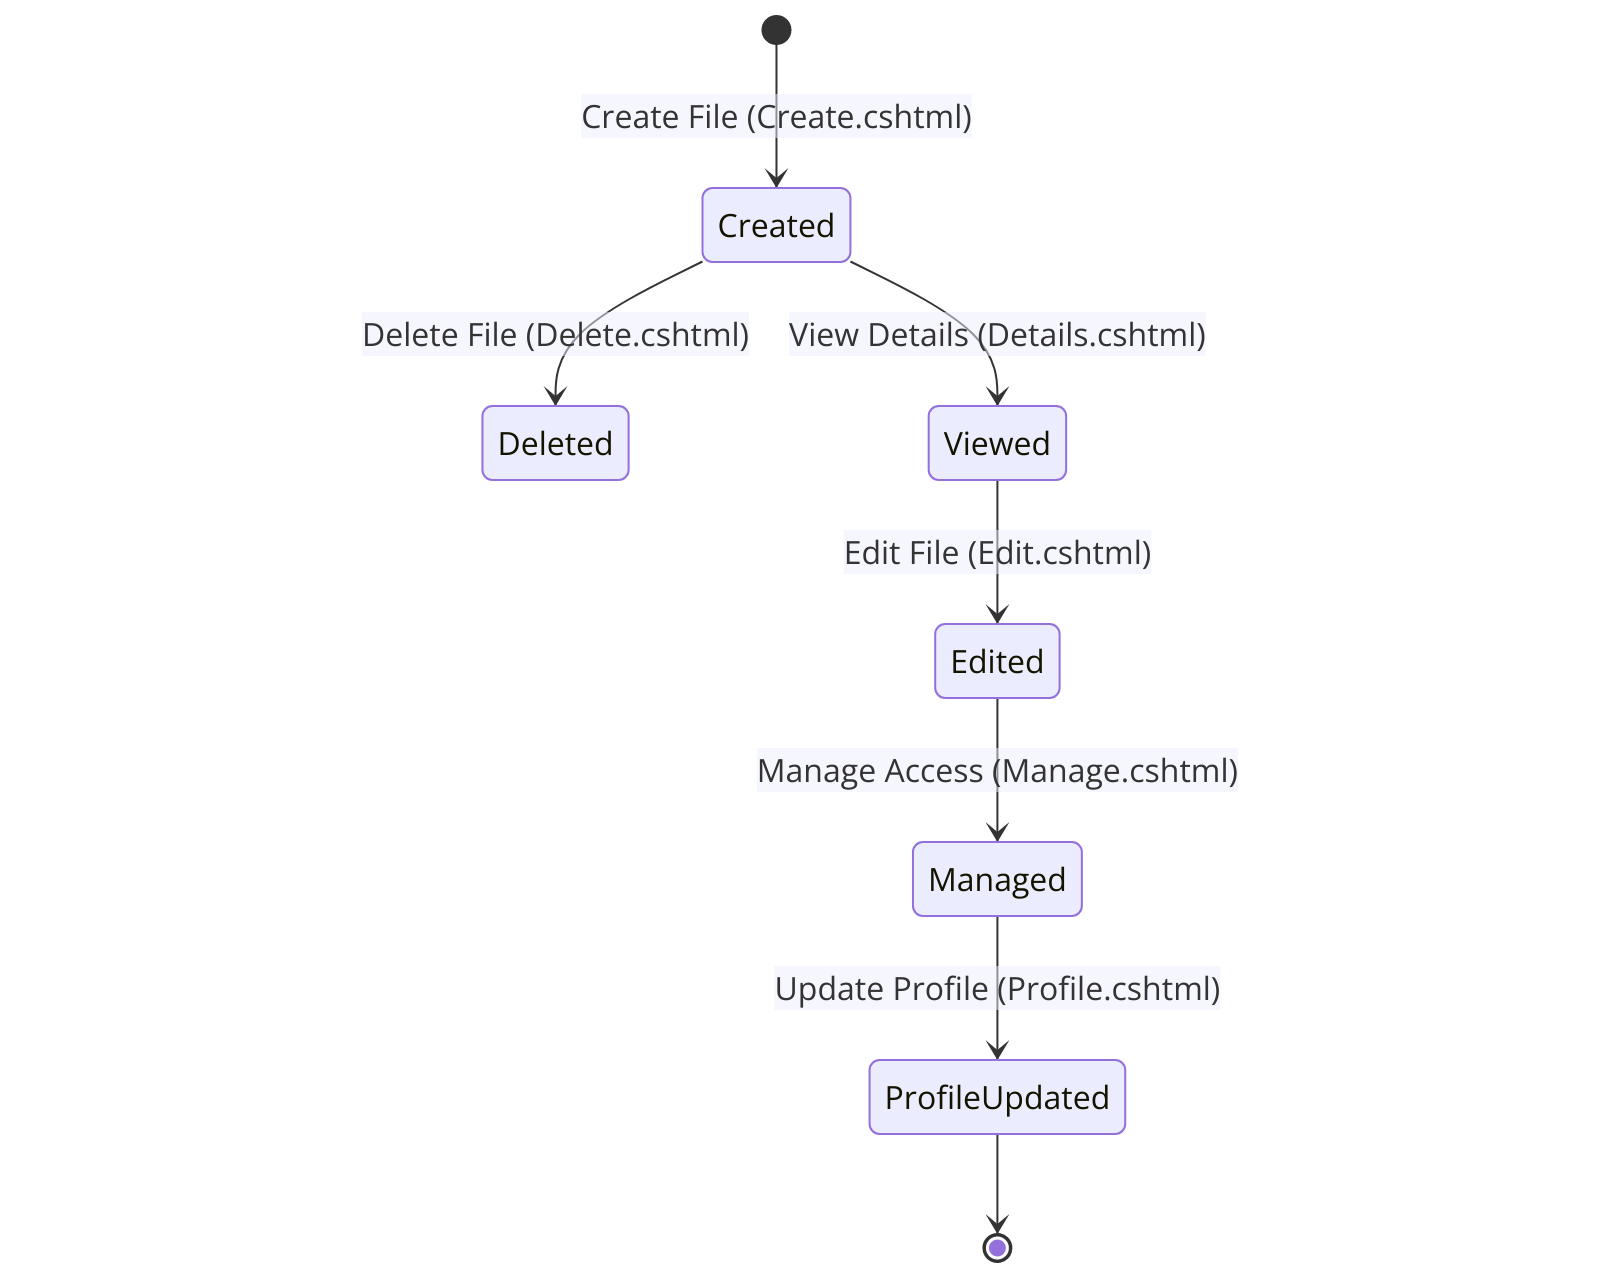 Create File (Create.cshtml)
Created
Delete File (Delete.cshtml)
View Details (Details.cshtml)
Deleted
Viewed
Edit File (Edit.cshtml)
Edited
Manage Access (Manage.cshtml)
Managed
Update Profile (Profile.cshtml)
ProfileUpdated